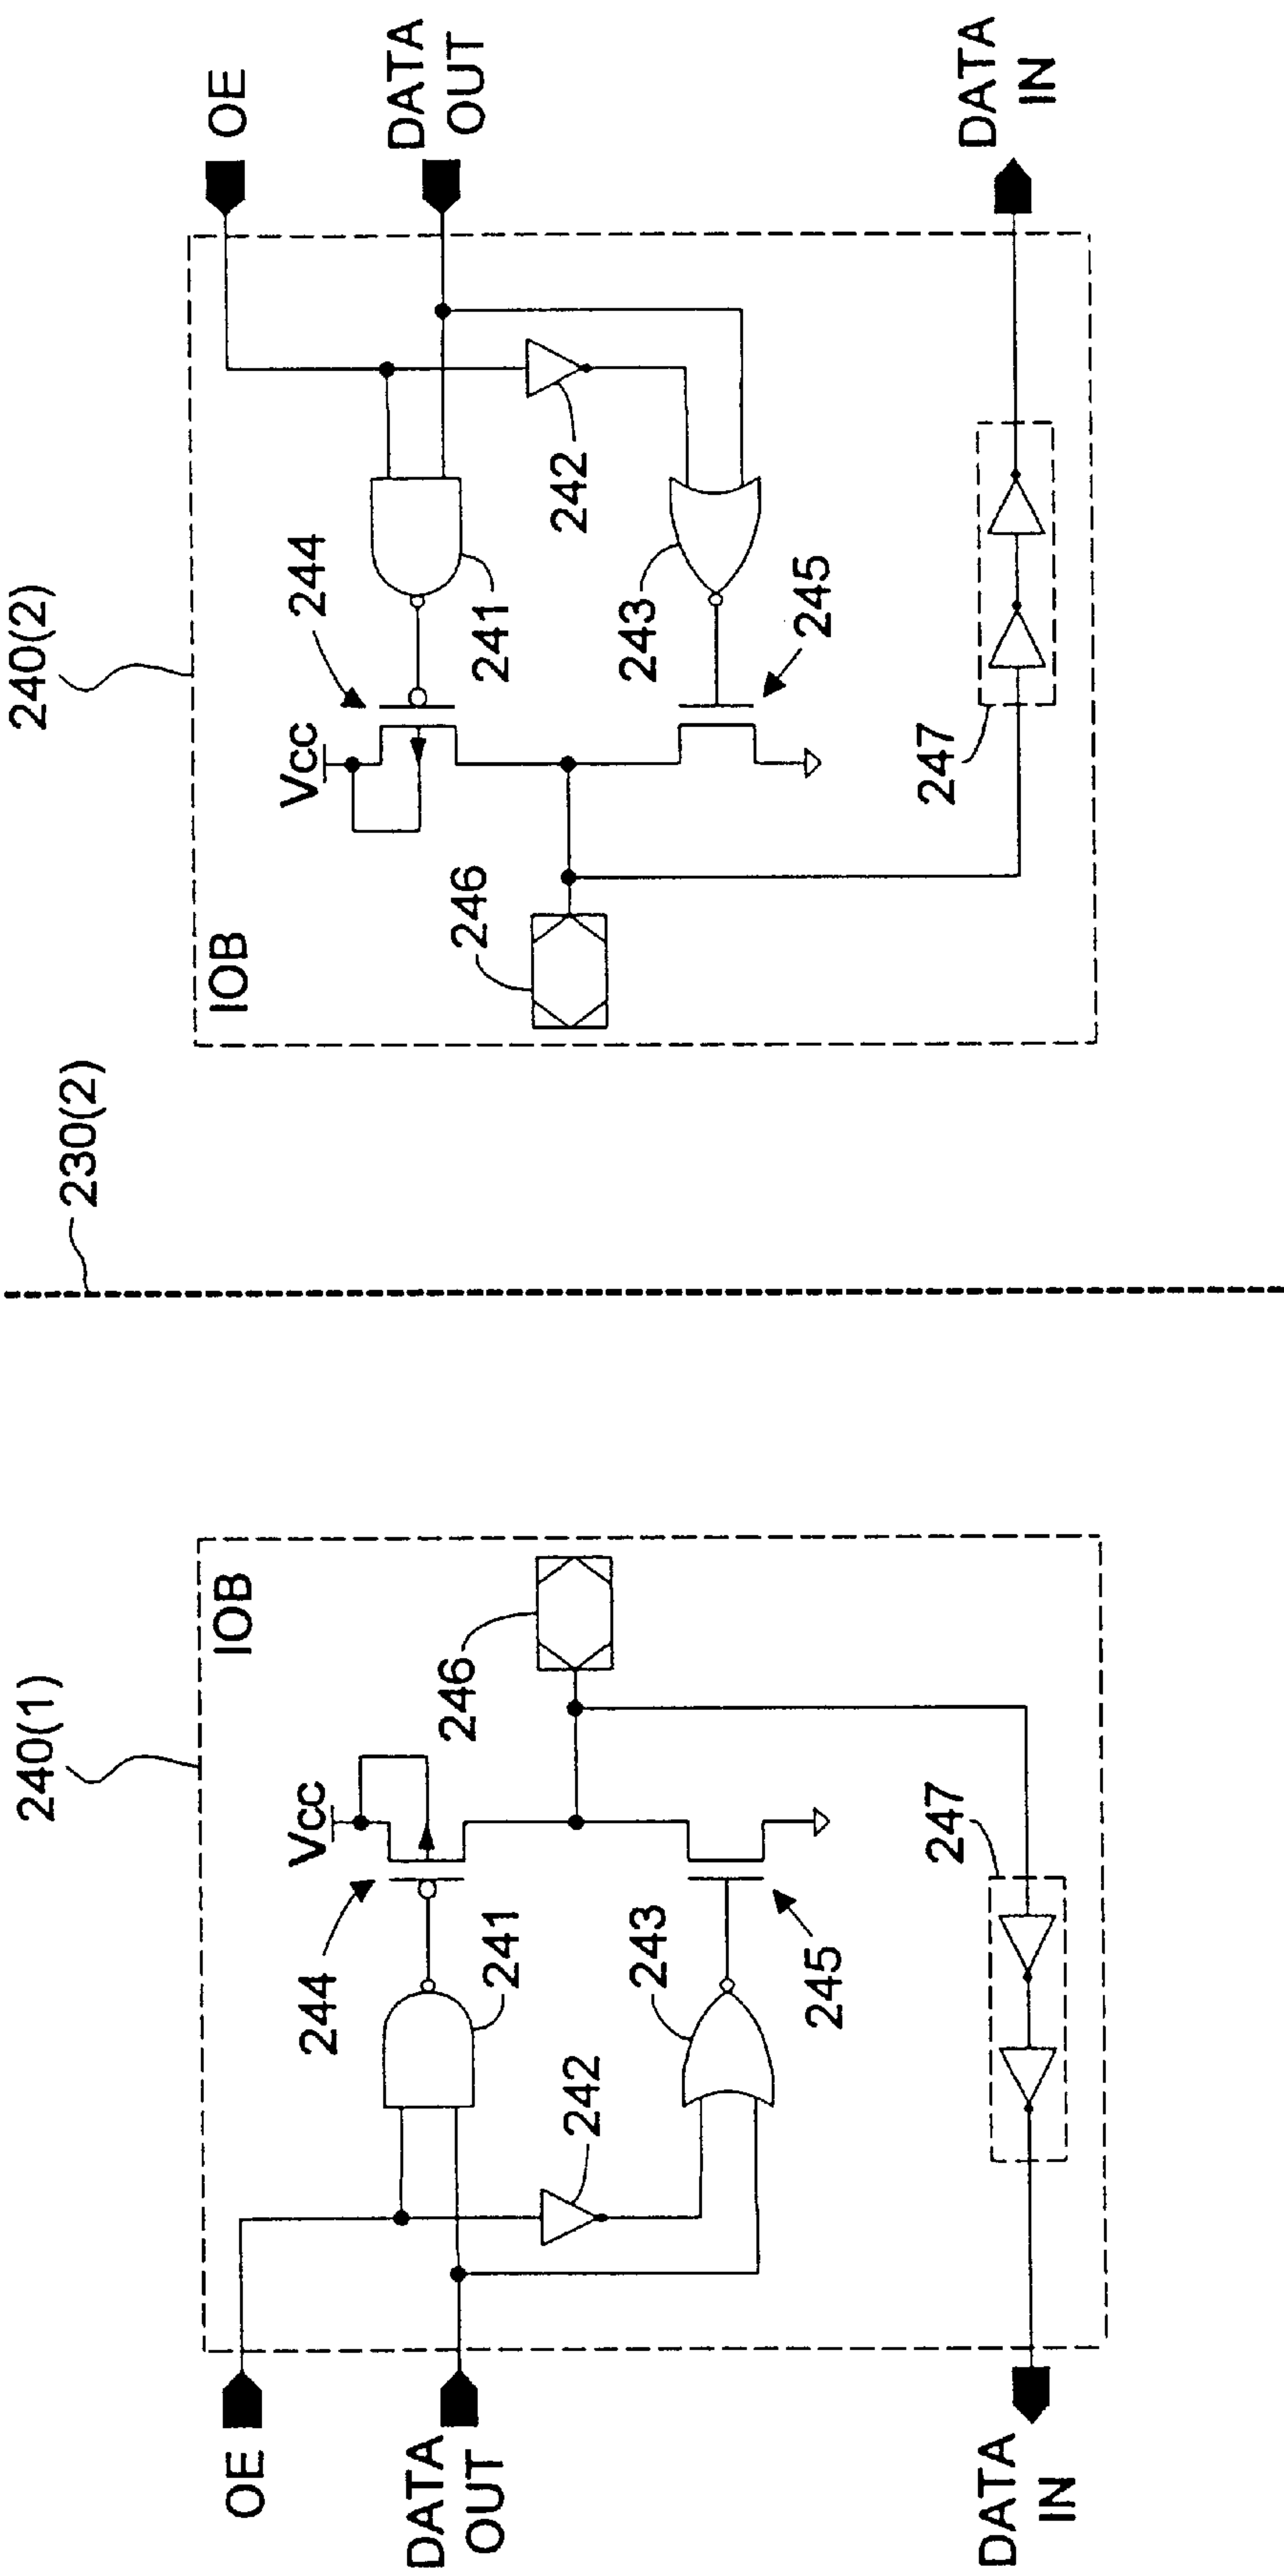 240(1)
230(2)
240(2)
IOB
OE
DATA
OUT
244
Vcc
241
246
242
243
245
247
DATA
IN
IOB
OE
DATA
OUT
Vcc
244
246
241
242
243
245
247
DATA
IN